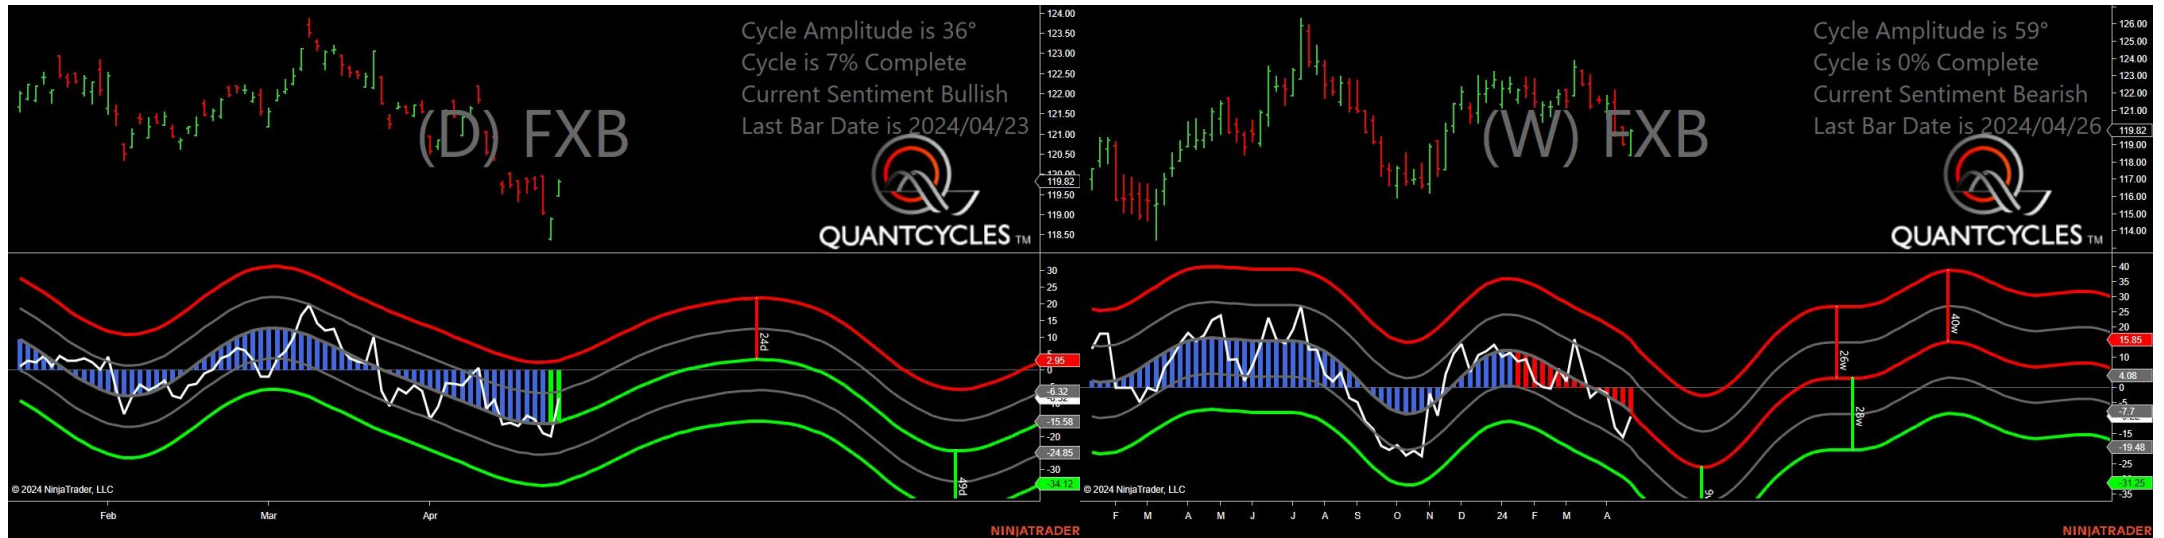 Cycle Amplitude is 36°
Cycle is 7% Complete
Current Sentiment Bullish
Last Bar Date is 2024/04/23
(D) FXB
QUANTCYCLES TM
124.00
123.50
123.00
122.50
122.00
121.50
121.00
120.50
120.00
119.82
119.50
119.00
118.50
30
25
20
15
10
5
2.95
0
-6.32
-15.58
-20
-24.85
-30
-34.12
24d
49d
© 2024 NinjaTrader, LLC
Feb
Mar
Apr
NINJATRADER
Cycle Amplitude is 59°
Cycle is 0% Complete
Current Sentiment Bearish
Last Bar Date is 2024/04/26
(W) FXB
QUANTCYCLES TM
126.00
125.00
124.00
123.00
122.00
121.00
119.82
119.00
118.00
117.00
116.00
115.00
114.00
40
35
30
25
20
15.85
10
4.08
0
-5
-7.7
-15
-19.48
-25
-31.25
-35
26w
28w
40w
© 2024 NinjaTrader, LLC
F
M
A
M
J
J
A
S
O
N
D
24
F
M
A
NINJATRADER